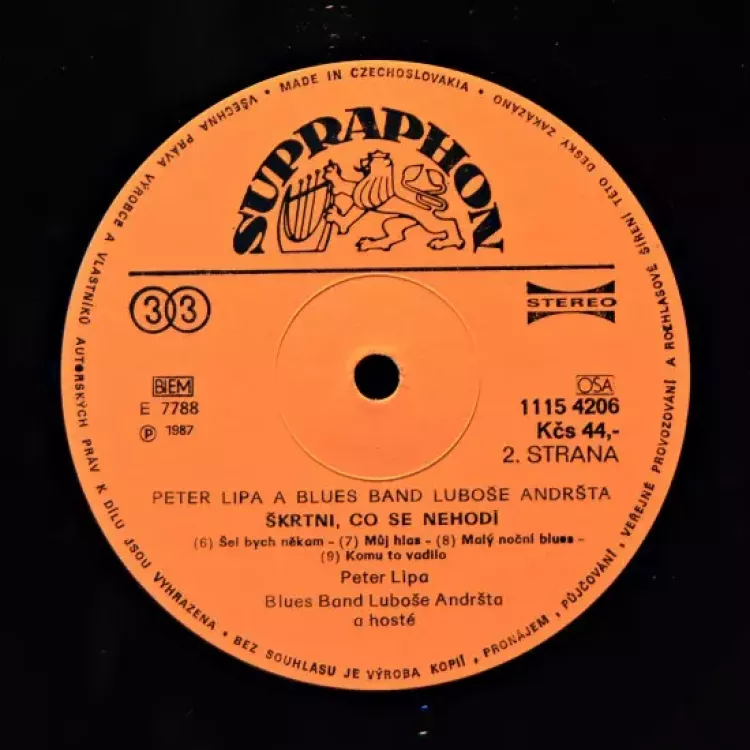 • MADE IN CZECHOSLOVAKIA •
VŠECHNA PRÁVA VÝROBCE A VLASTNÍKŮ AUTORSKÝCH PRÁV K DÍLU JSOU VYHRAZENA • BEZ SOUHLASU JE VÝROBA KOPIÍ, PRONÁJEM, PŮJČOVÁNÍ, VEŘEJNÉ PROVOZOVÁNÍ A ROZHLASOVÉ ŠÍŘENÍ TÉTO DESKY ZAKÁZÁNO
SUPRAPHON
33
STEREO
BIEM
OSA
E 7788
1115 4206
Ⓟ 1987
Kčs 44,-
2. STRANA
PETER LIPA A BLUES BAND LUBOŠE ANDRŠTA
ŠKRTNI, CO SE NEHODÍ
(6) Šel bych někam - (7) Můj hlas - (8) Malý noční blues -
(9) Komu to vadilo
Peter Lipa
Blues Band Luboše Andršta
a hosté